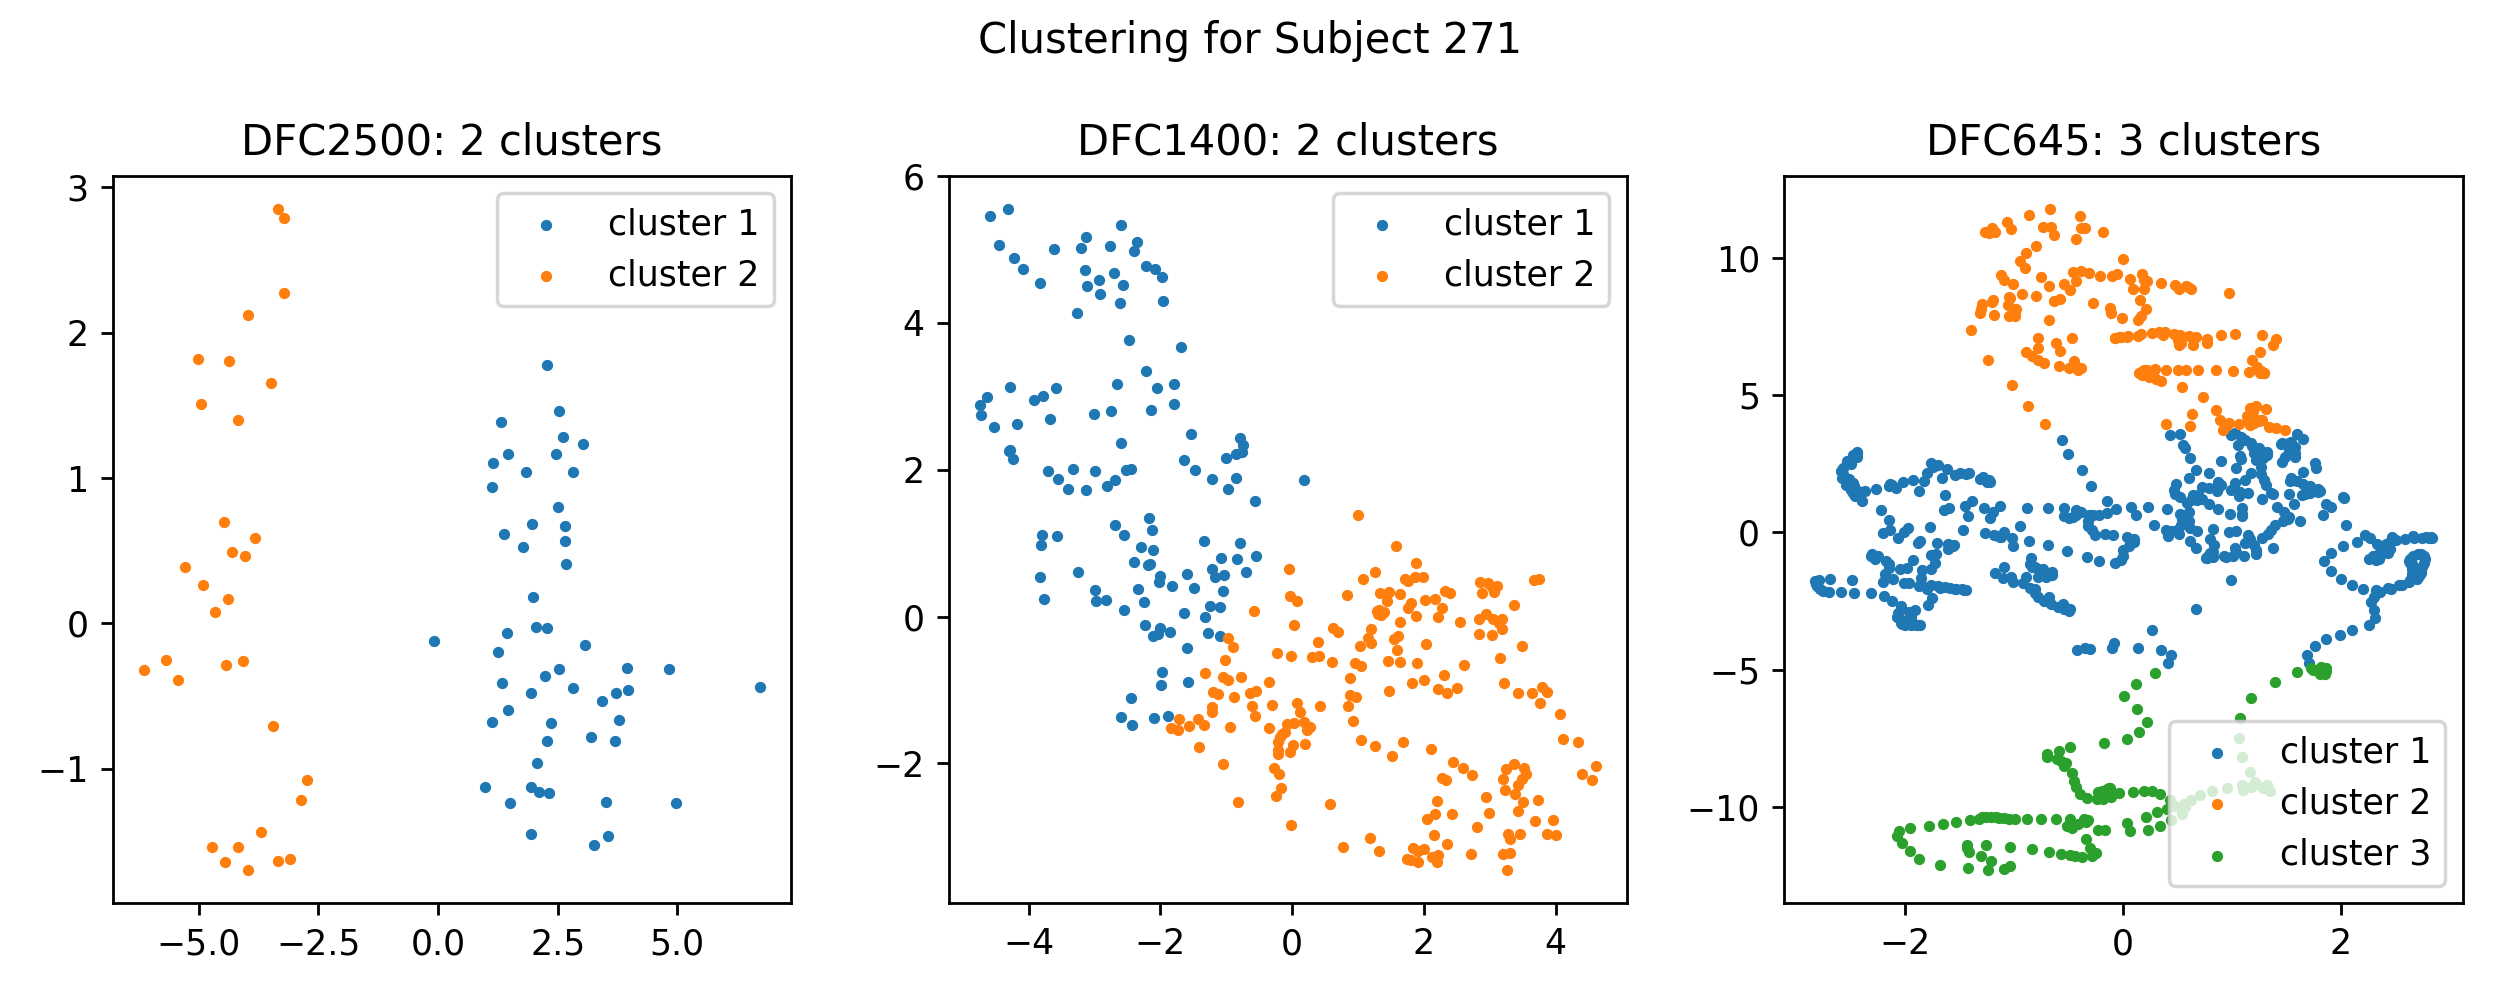 Clustering for Subject 271
DFC2500: 2 clusters
cluster 1
cluster 2
3
2
1
0
−1
−5.0 −2.5 0.0 2.5 5.0
DFC1400: 2 clusters
cluster 1
cluster 2
6
4
2
0
−2
−4 −2 0 2 4
DFC645: 3 clusters
10
5
0
−5
−10
cluster 1
cluster 2
cluster 3
−2 0 2